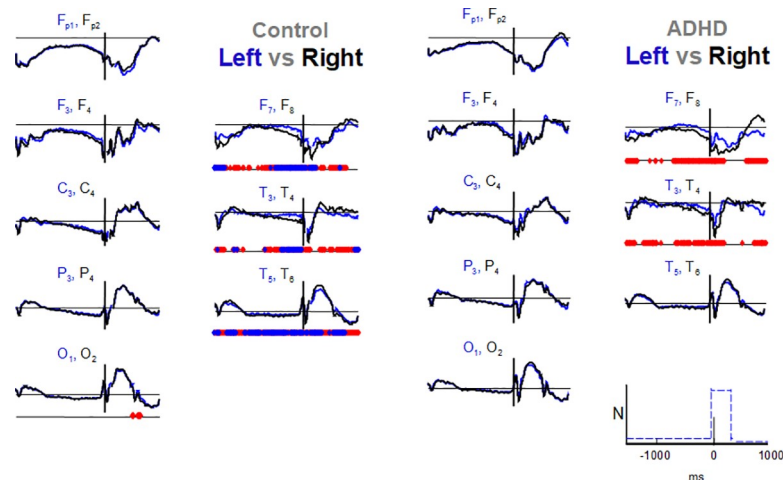 Control
Left vs Right
Fp1, Fp2
F3, F4
F7, F8
C3, C4
T3, T4
P3, P4
T5, T6
O1, O2
ADHD
Left vs Right
Fp1, Fp2
F3, F4
F7, F8
C3, C4
T3, T4
P3, P4
T5, T6
O1, O2
N
-1000 0 1000
ms